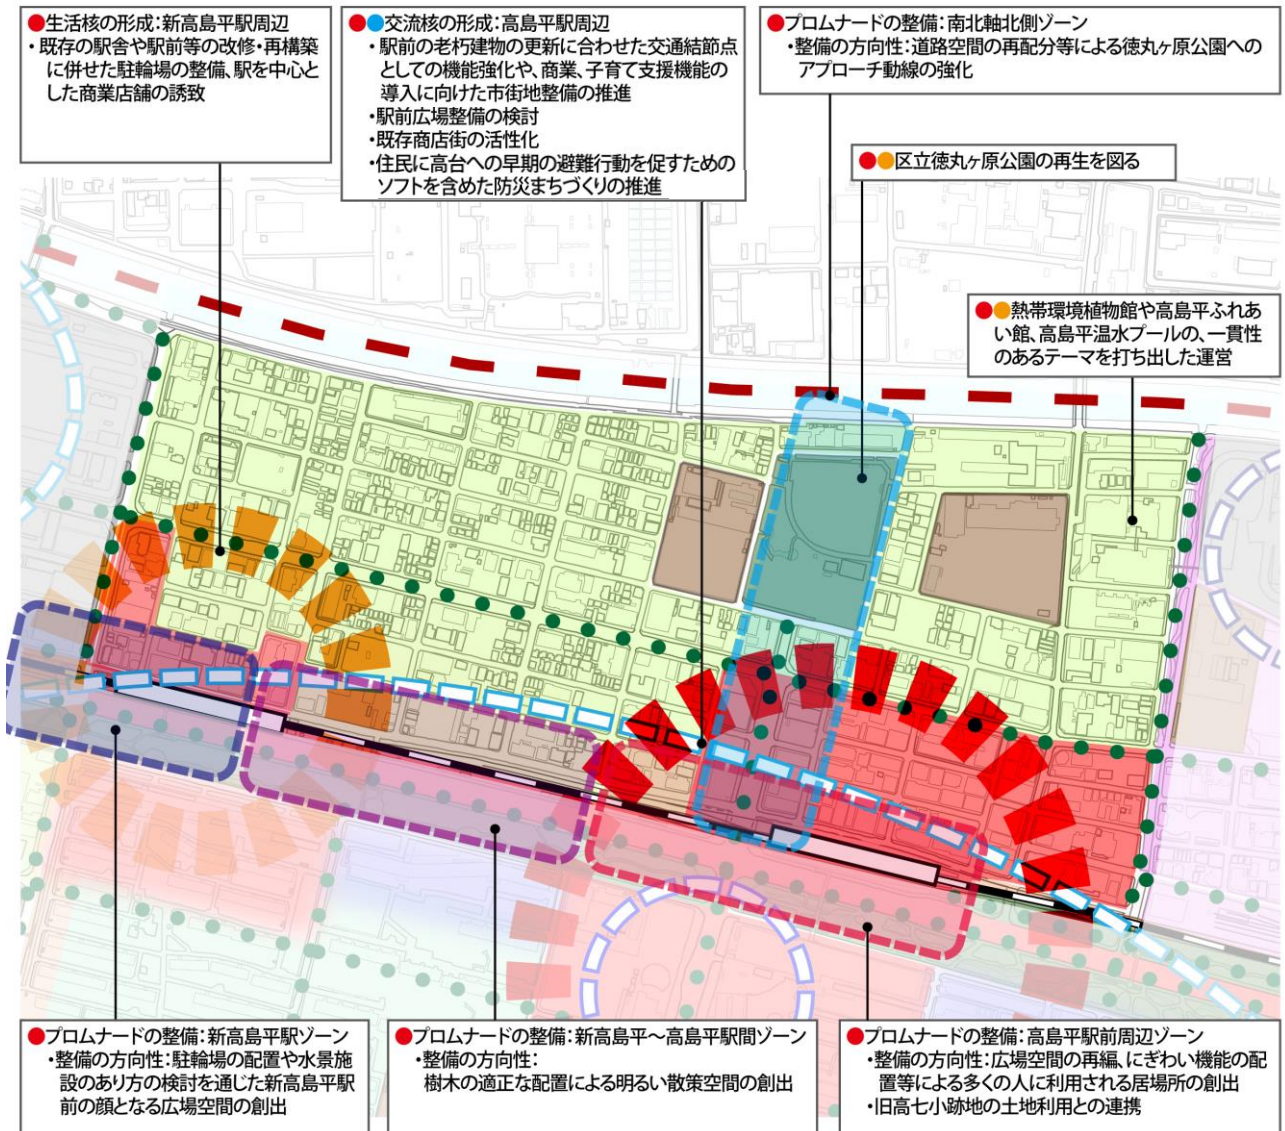 ●生活核の形成：新高島平駅周辺
・既存の駅舎や駅前等の改修・再構築
に併せた駐輪場の整備、駅を中心と
した商業店舗の誘致
●●交流核の形成：高島平駅周辺
・駅前の老朽建物の更新に合わせた交通結節点
としての機能強化や、商業、子育て支援機能の
導入に向けた市街地整備の推進
・駅前広場整備の検討
・既存商店街の活性化
・住民に高台への早期の避難行動を促すための
ソフトを含めた防災まちづくりの推進
●プロムナードの整備：南北軸北側ゾーン
・整備の方向性：道路空間の再配分等による徳丸ヶ原公園への
アプローチ動線の強化
●●区立徳丸ヶ原公園の再生を図る
●●熱帯環境植物館や高島平ふれあ
い館、高島平温水プールの、一貫性
のあるテーマを打ち出した運営
●プロムナードの整備：新高島平駅ゾーン
・整備の方向性：駐輪場の配置や水景施
設のあり方の検討を通じた新高島平駅
前の顔となる広場空間の創出
●プロムナードの整備：新高島平～高島平駅間ゾーン
・整備の方向性：
樹木の適正な配置による明るい散策空間の創出
●プロムナードの整備：高島平駅前周辺ゾーン
・整備の方向性：広場空間の再編、にぎわい機能の配
置等による多くの人に利用される居場所の創出
・旧高七小跡地の土地利用との連携